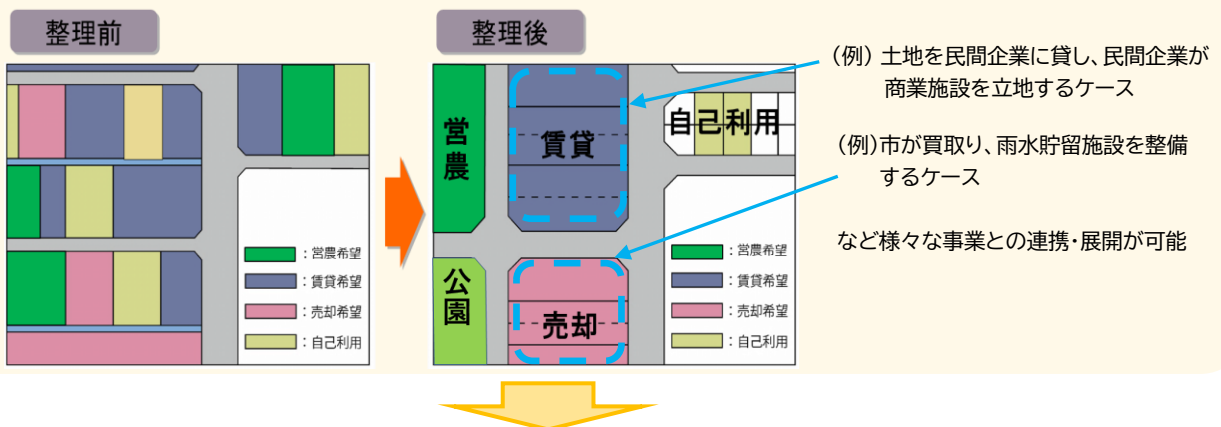 整理前
：営農希望
：賃貸希望
：売却希望
：自己利用
整理後
営農
賃貸
自己利用
公園
売却
：営農希望
：賃貸希望
：売却希望
：自己利用
（例） 土地を民間企業に貸し、民間企業が
商業施設を立地するケース
（例）市が買取り、雨水貯留施設を整備
するケース
など様々な事業との連携・展開が可能